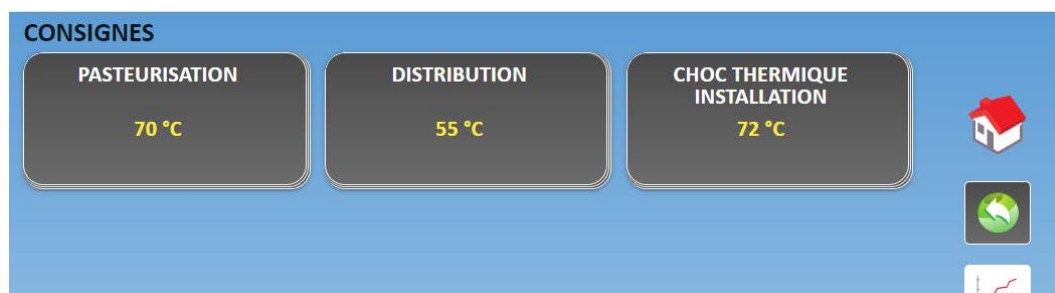 CONSIGNES
PASTEURISATION
70 °C
DISTRIBUTION
55 °C
CHOC THERMIQUE
INSTALLATION
72 °C